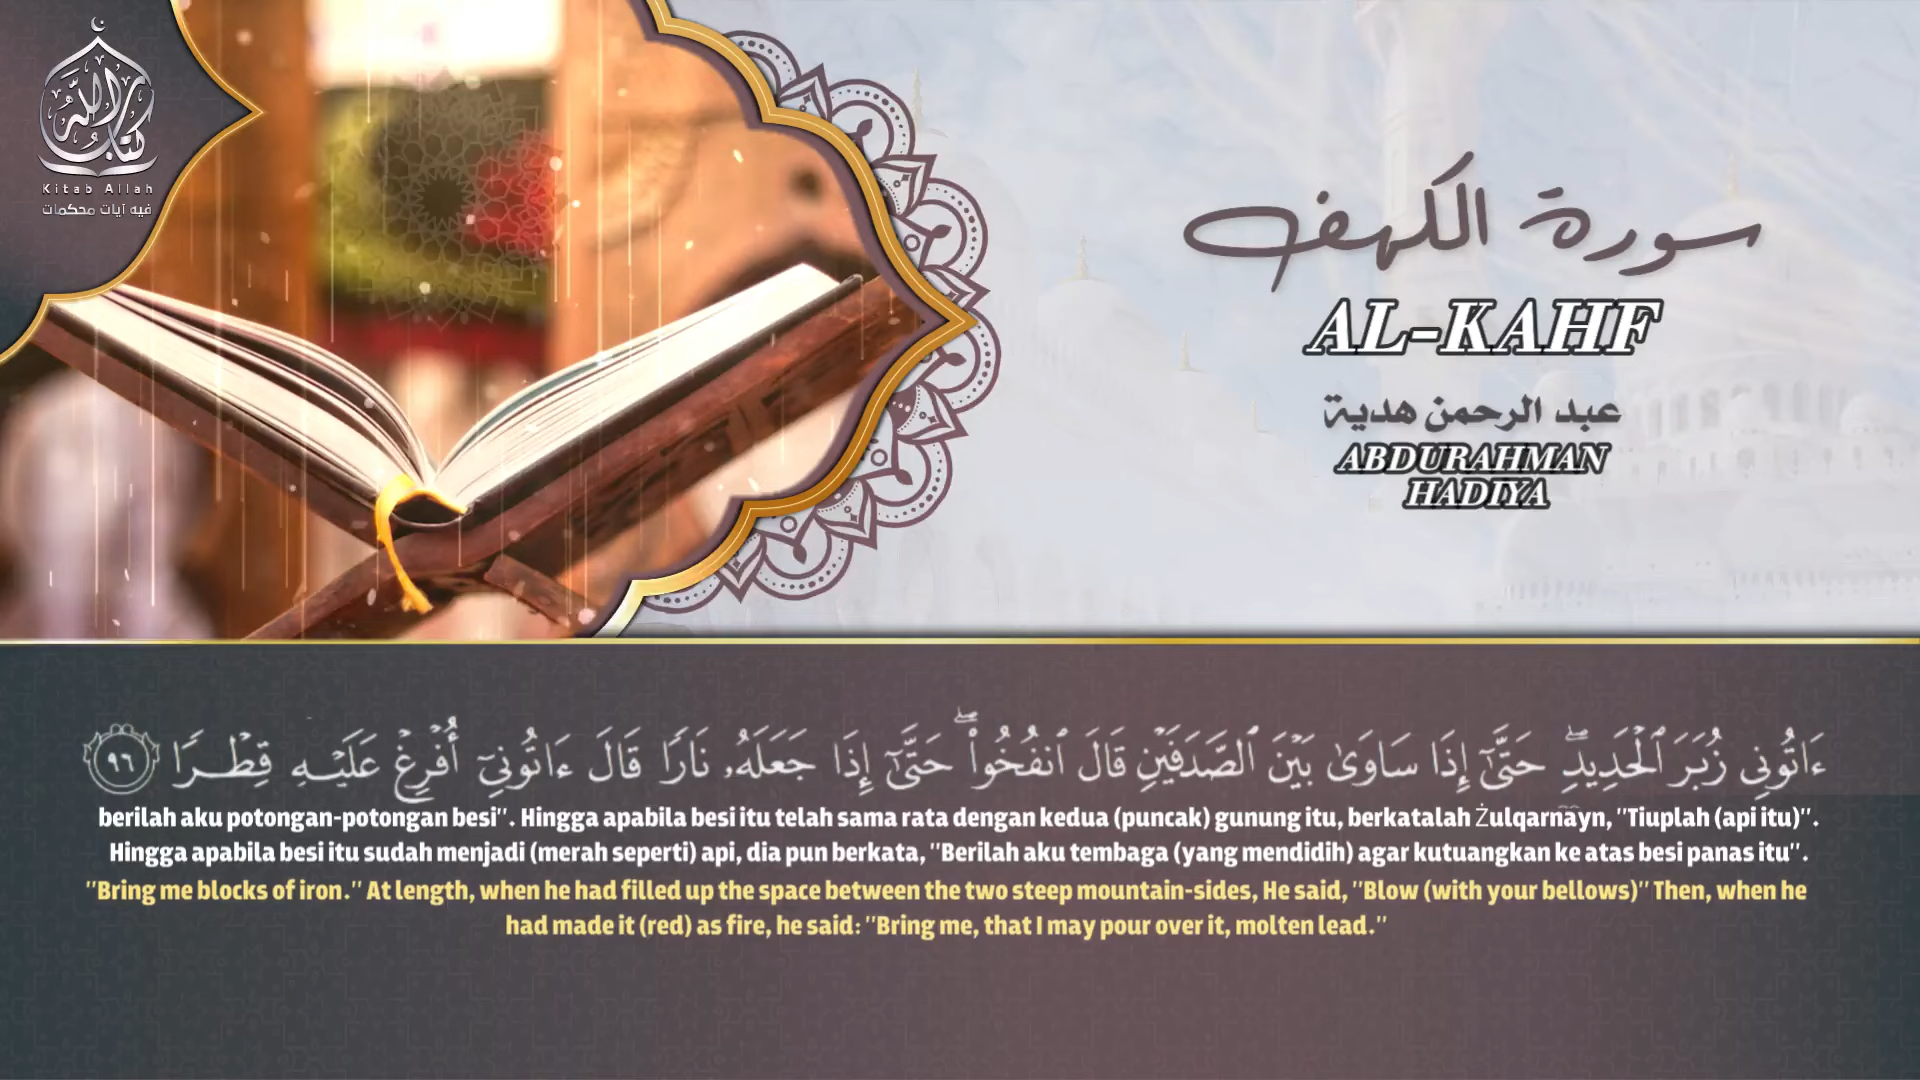 كتاب الله
Kitab Allah
فيه آيات محكمات
سورة الكهف
AL-KAHF
عبد الرحمن هدية
ABDURAHMAN
HADIYA
ءَاتُونِى زُبَرَ ٱلْحَدِيدِ ۖ حَتَّىٰٓ إِذَا سَاوَىٰ بَيْنَ ٱلصَّدَفَيْنِ قَالَ ٱنفُخُوا۟ ۖ حَتَّىٰٓ إِذَا جَعَلَهُۥ نَارًا قَالَ ءَاتُونِىٓ أُفْرِغْ عَلَيْهِ قِطْرًا ٩٦
berilah aku potongan-potongan besi". Hingga apabila besi itu telah sama rata dengan kedua (puncak) gunung itu, berkatalah Żulqarnāyn, "Tiuplah (api itu)".
Hingga apabila besi itu sudah menjadi (merah seperti) api, dia pun berkata, "Berilah aku tembaga (yang mendidih) agar kutuangkan ke atas besi panas itu".
"Bring me blocks of iron." At length, when he had filled up the space between the two steep mountain-sides, He said, "Blow (with your bellows)" Then, when he
had made it (red) as fire, he said: "Bring me, that I may pour over it, molten lead."